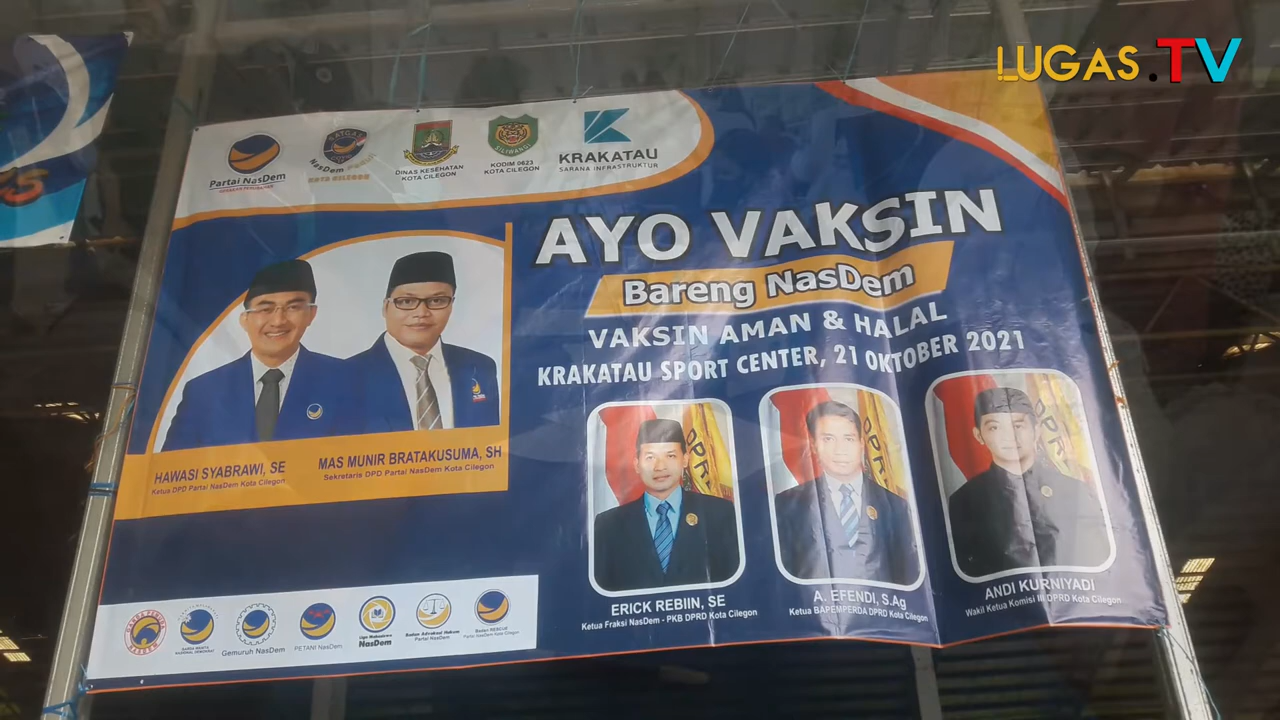 LUGAS.TV
Partai NasDem
NasDem
KOTA CILEGON
DINAS KESEHATAN
KOTA CILEGON
KODIM 0623
KOTA CILEGON
SILIWANGI
KRAKATAU
SARANA INFRASTRUKTUR
AYO VAKSIN
Bareng NasDem
VAKSIN AMAN & HALAL
KRAKATAU SPORT CENTER, 21 OKTOBER 2021
HAWASI SYABRAWI, SE
Ketua DPD Partai NasDem Kota Cilegon
MAS MUNIR BRATAKUSUMA, SH
Sekretaris DPD Partai NasDem Kota Cilegon
ERICK REBIIN, SE
Ketua Fraksi NasDem - PKB DPRD Kota Cilegon
A. EFENDI, S.Ag
Ketua BAPEMPERDA DPRD Kota Cilegon
ANDI KURNIYADI
Wakil Ketua Komisi III DPRD Kota Cilegon
Gemuruh NasDem
PETANI NasDem
Liga Mahasiswa
NasDem
Badan Advokasi Hukum
Partai NasDem
Badan RESCUE
Partai NasDem Kota Cilegon